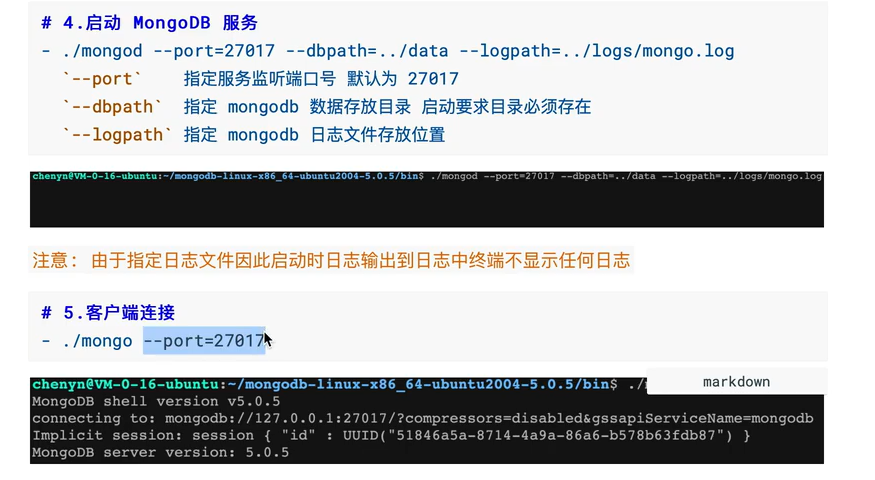 # 4.启动 MongoDB 服务
- ./mongod --port=27017 --dbpath=../data --logpath=../logs/mongo.log
`--port` 指定服务监听端口号 默认为 27017
`--dbpath` 指定 mongodb 数据存放目录 启动要求目录必须存在
`--logpath` 指定 mongodb 日志文件存放位置
chenyn@VM-0-16-ubuntu:~/mongodb-linux-x86_64-ubuntu2004-5.0.5/bin$ ./mongod --port=27017 --dbpath=../data --logpath=../logs/mongo.log
注意: 由于指定日志文件因此启动时日志输出到日志中终端不显示任何日志
# 5.客户端连接
- ./mongo --port=27017
chenyn@VM-0-16-ubuntu:~/mongodb-linux-x86_64-ubuntu2004-5.0.5/bin$ ./
markdown
MongoDB shell version v5.0.5
connecting to: mongodb://127.0.0.1:27017/?compressors=disabled&gssapiServiceName=mongodb
Implicit session: session { "id" : UUID("51846a5a-8714-4a9a-86a6-b578b63fdb87") }
MongoDB server version: 5.0.5